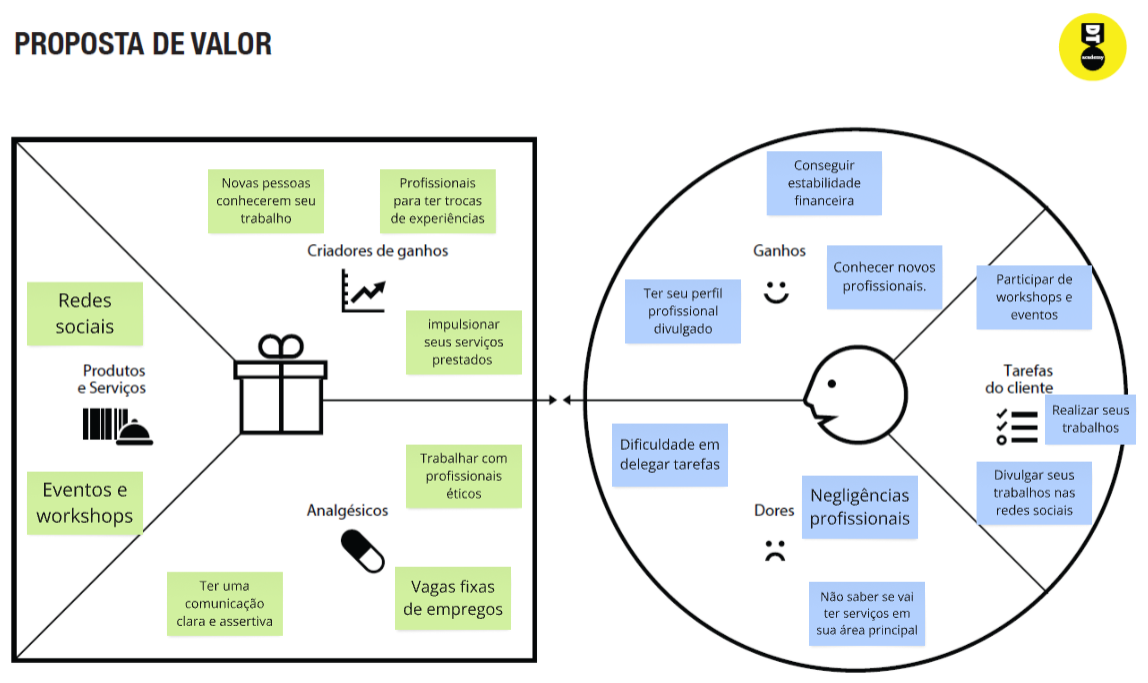 PROPOSTA DE VALOR
DT
academy
Novas pessoas
conhecerem seu
trabalho
Profissionais
para ter trocas
de experiências
Criadores de ganhos
Redes
sociais
impulsionar
seus serviços
prestados
Produtos
e Serviços
Eventos e
workshops
Trabalhar com
profissionais
éticos
Analgésicos
Ter uma
comunicação
clara e assertiva
Vagas fixas
de empregos
Conseguir
estabilidade
financeira
Ganhos
Conhecer novos
profissionais.
Ter seu perfil
profissional
divulgado
Participar de
workshops e
eventos
Tarefas
do cliente
Realizar seus
trabalhos
Divulgar seus
trabalhos nas
redes sociais
Dificuldade em
delegar tarefas
Dores
Negligências
profissionais
Não saber se vai
ter serviços em
sua área principal